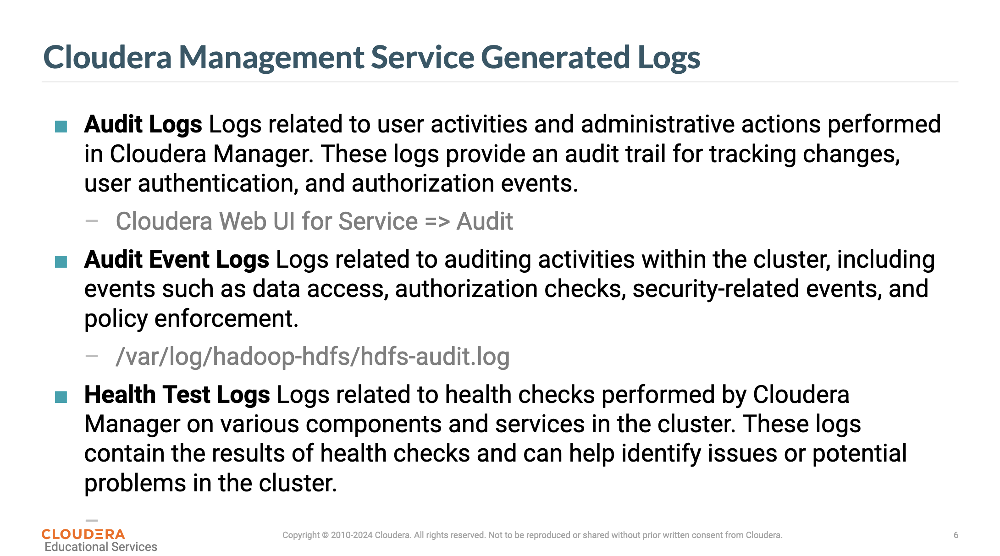 Cloudera Management Service Generated Logs
■ Audit Logs Logs related to user activities and administrative actions performed
in Cloudera Manager. These logs provide an audit trail for tracking changes,
user authentication, and authorization events.
– Cloudera Web UI for Service => Audit
■ Audit Event Logs Logs related to auditing activities within the cluster, including
events such as data access, authorization checks, security-related events, and
policy enforcement.
– /var/log/hadoop-hdfs/hdfs-audit.log
■ Health Test Logs Logs related to health checks performed by Cloudera
Manager on various components and services in the cluster. These logs
contain the results of health checks and can help identify issues or potential
problems in the cluster.
–
CLOUDERA
Educational Services
Copyright © 2010-2024 Cloudera. All rights reserved. Not to be reproduced or shared without prior written consent from Cloudera.
6